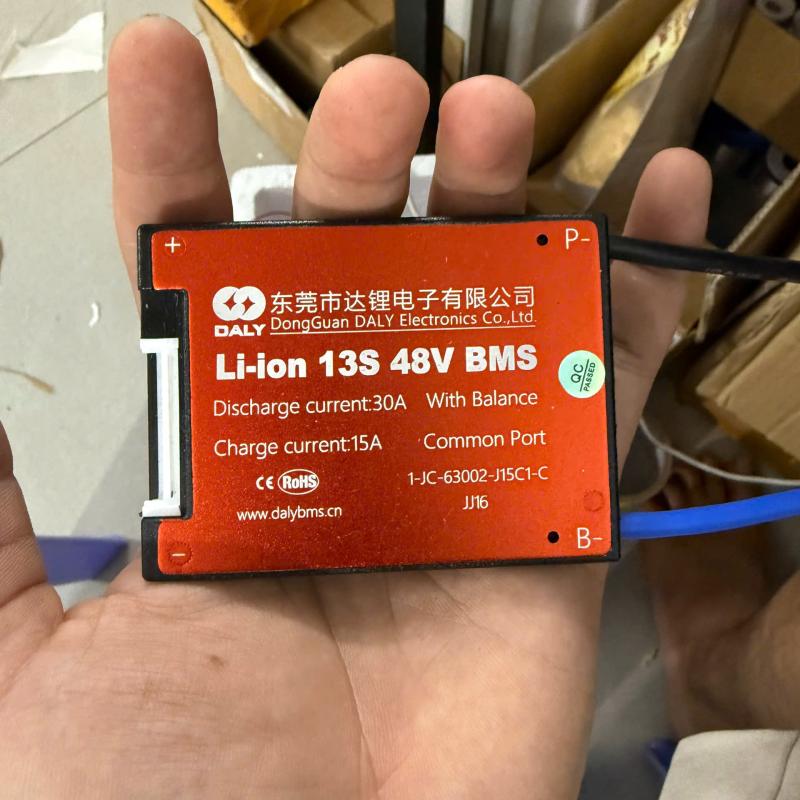 +
P-
东莞市达锂电子有限公司
DALY
DongGuan DALY Electronics Co.,Ltd.
Li-ion 13S 48V BMS
QC
PASSED
Discharge current:30A With Balance
Charge current:15A Common Port
CE RoHS
1-JC-63002-J15C1-C
JJ16
www.dalybms.cn
B-
-